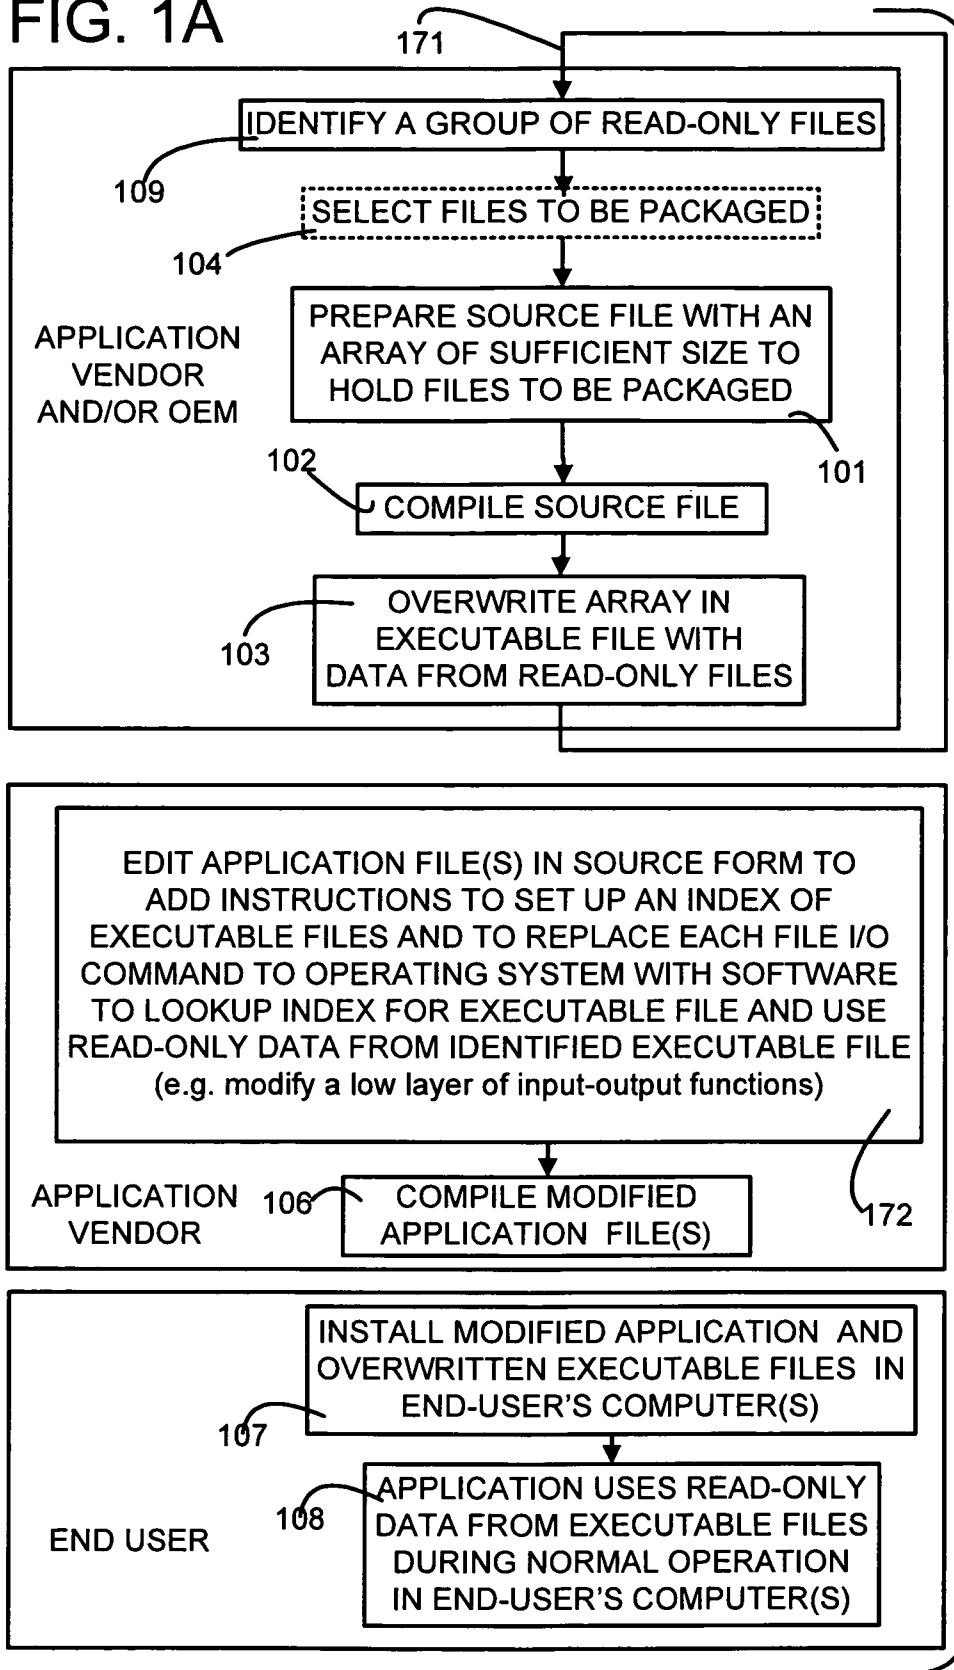 FIG. 1A
171
IDENTIFY A GROUP OF READ-ONLY FILES
109
SELECT FILES TO BE PACKAGED
104
PREPARE SOURCE FILE WITH AN
ARRAY OF SUFFICIENT SIZE TO
HOLD FILES TO BE PACKAGED
APPLICATION
VENDOR
AND/OR OEM
101
102
COMPILE SOURCE FILE
OVERWRITE ARRAY IN
EXECUTABLE FILE WITH
DATA FROM READ-ONLY FILES
103
EDIT APPLICATION FILE(S) IN SOURCE FORM TO
ADD INSTRUCTIONS TO SET UP AN INDEX OF
EXECUTABLE FILES AND TO REPLACE EACH FILE I/O
COMMAND TO OPERATING SYSTEM WITH SOFTWARE
TO LOOKUP INDEX FOR EXECUTABLE FILE AND USE
READ-ONLY DATA FROM IDENTIFIED EXECUTABLE FILE
(e.g. modify a low layer of input-output functions)
172
APPLICATION
VENDOR
106
COMPILE MODIFIED
APPLICATION FILE(S)
INSTALL MODIFIED APPLICATION AND
OVERWRITTEN EXECUTABLE FILES IN
END-USER'S COMPUTER(S)
107
END USER
108
APPLICATION USES READ-ONLY
DATA FROM EXECUTABLE FILES
DURING NORMAL OPERATION
IN END-USER'S COMPUTER(S)